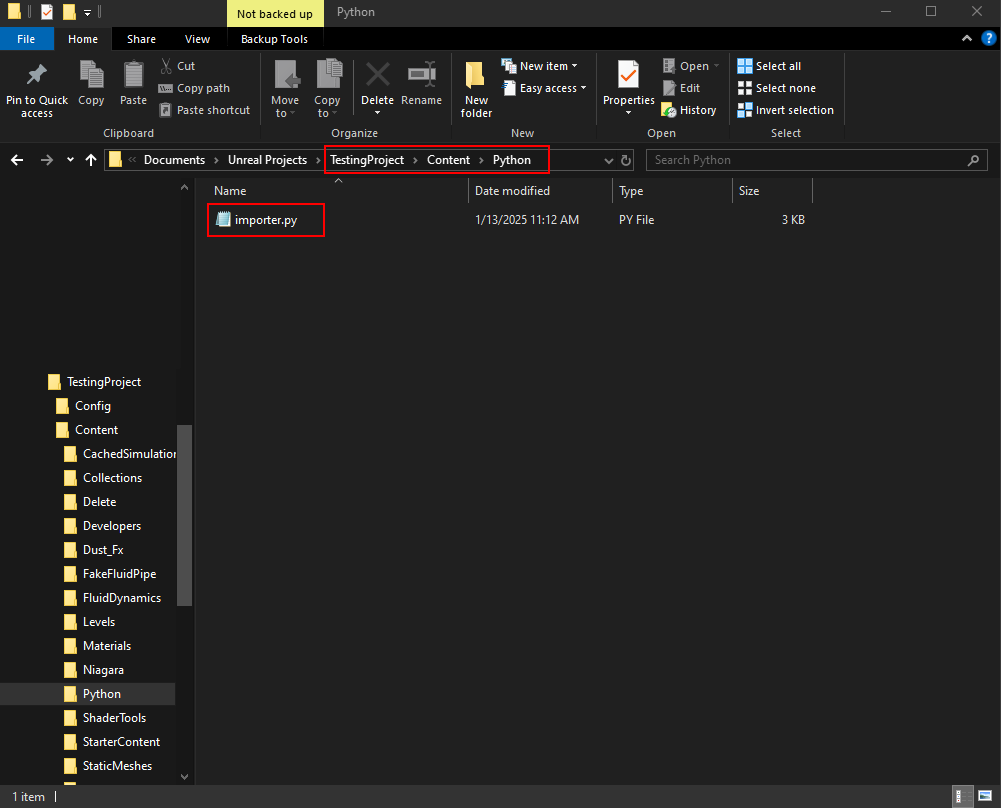 Not backed up
Python
File
Home
Share
View
Backup Tools
Pin to Quick access
Copy
Paste
Cut
Copy path
Paste shortcut
Clipboard
Move to
Copy to
Delete
Rename
Organize
New folder
New item
Easy access
New
Properties
Open
Edit
History
Open
Select all
Select none
Invert selection
Select
« Documents > Unreal Projects > TestingProject > Content > Python
Search Python
Name
Date modified
Type
Size
importer.py
1/13/2025 11:12 AM
PY File
3 KB
TestingProject
Config
Content
CachedSimulation
Collections
Delete
Developers
Dust_Fx
FakeFluidPipe
FluidDynamics
Levels
Materials
Niagara
Python
ShaderTools
StarterContent
StaticMeshes
1 item